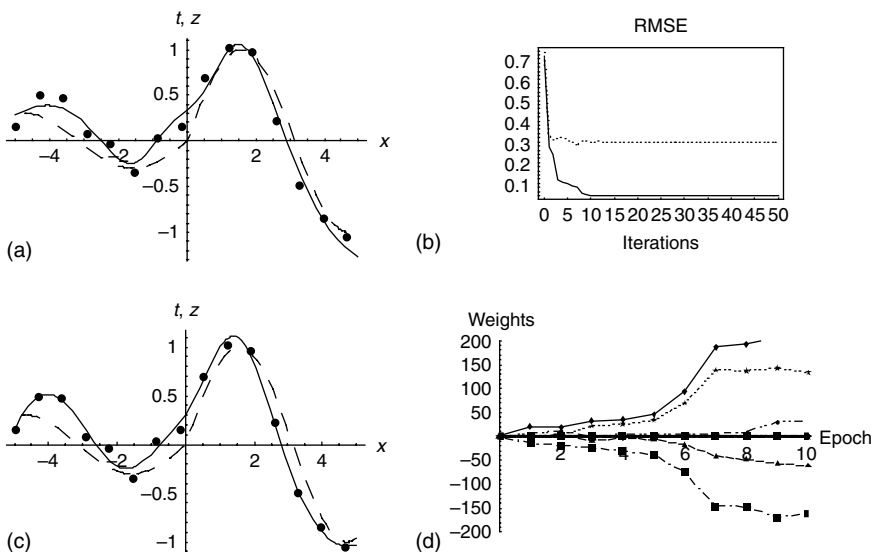 t, z
1
0.5
−4
−2
2
4
x
−0.5
−1
(a)
RMSE
0.7
0.6
0.5
0.4
0.3
0.2
0.1
0 5 10 15 20 25 30 35 40 45 50
Iterations
(b)
t, z
1
0.5
−4
−2
2
4
x
−0.5
−1
(c)
Weights
200
150
100
50
2 4 6 8 10
Epoch
−50
−100
−150
−200
(d)